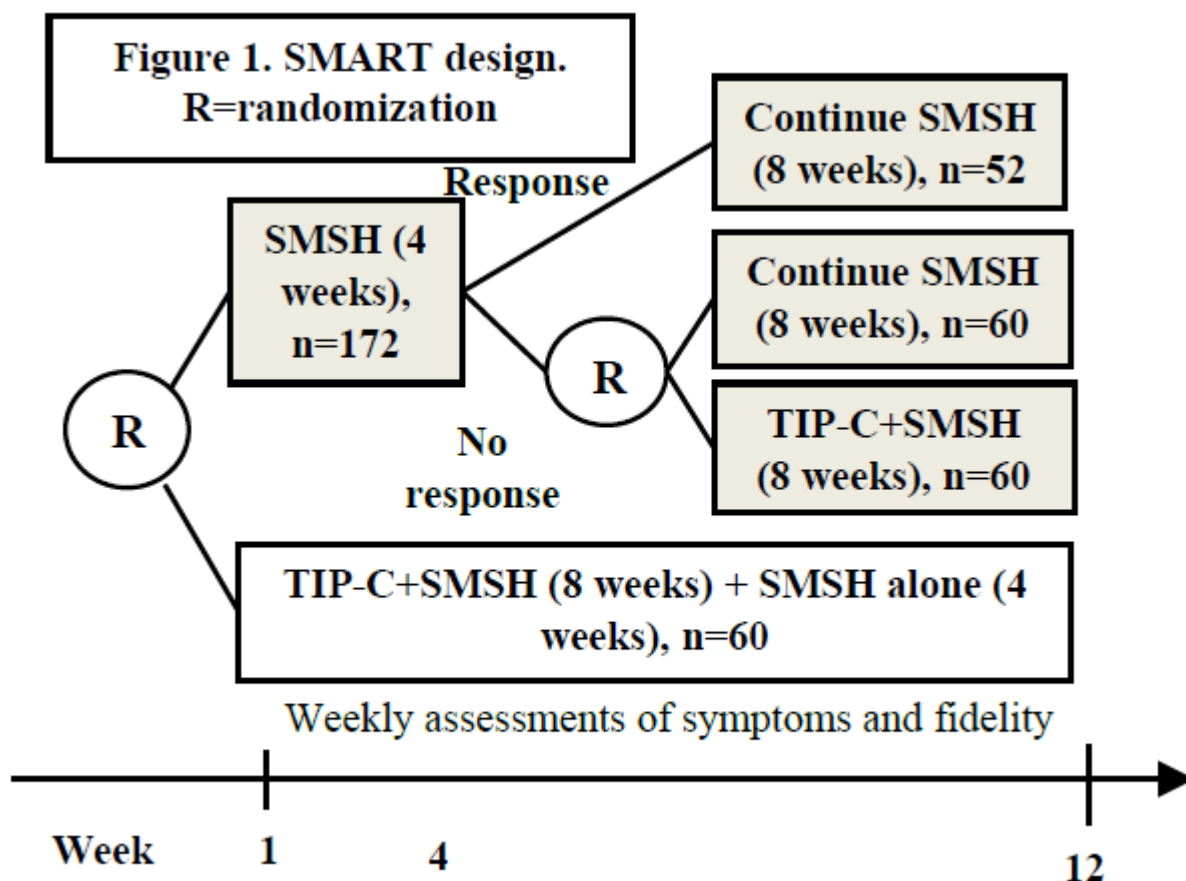 Figure 1. SMART design.
R=randomization
Response
Continue SMSH
(8 weeks), n=52
SMSH (4
weeks),
n=172
Continue SMSH
(8 weeks), n=60
R
R
TIP-C+SMSH
(8 weeks), n=60
No
response
TIP-C+SMSH (8 weeks) + SMSH alone (4
weeks), n=60
Weekly assessments of symptoms and fidelity
Week 1 4 12